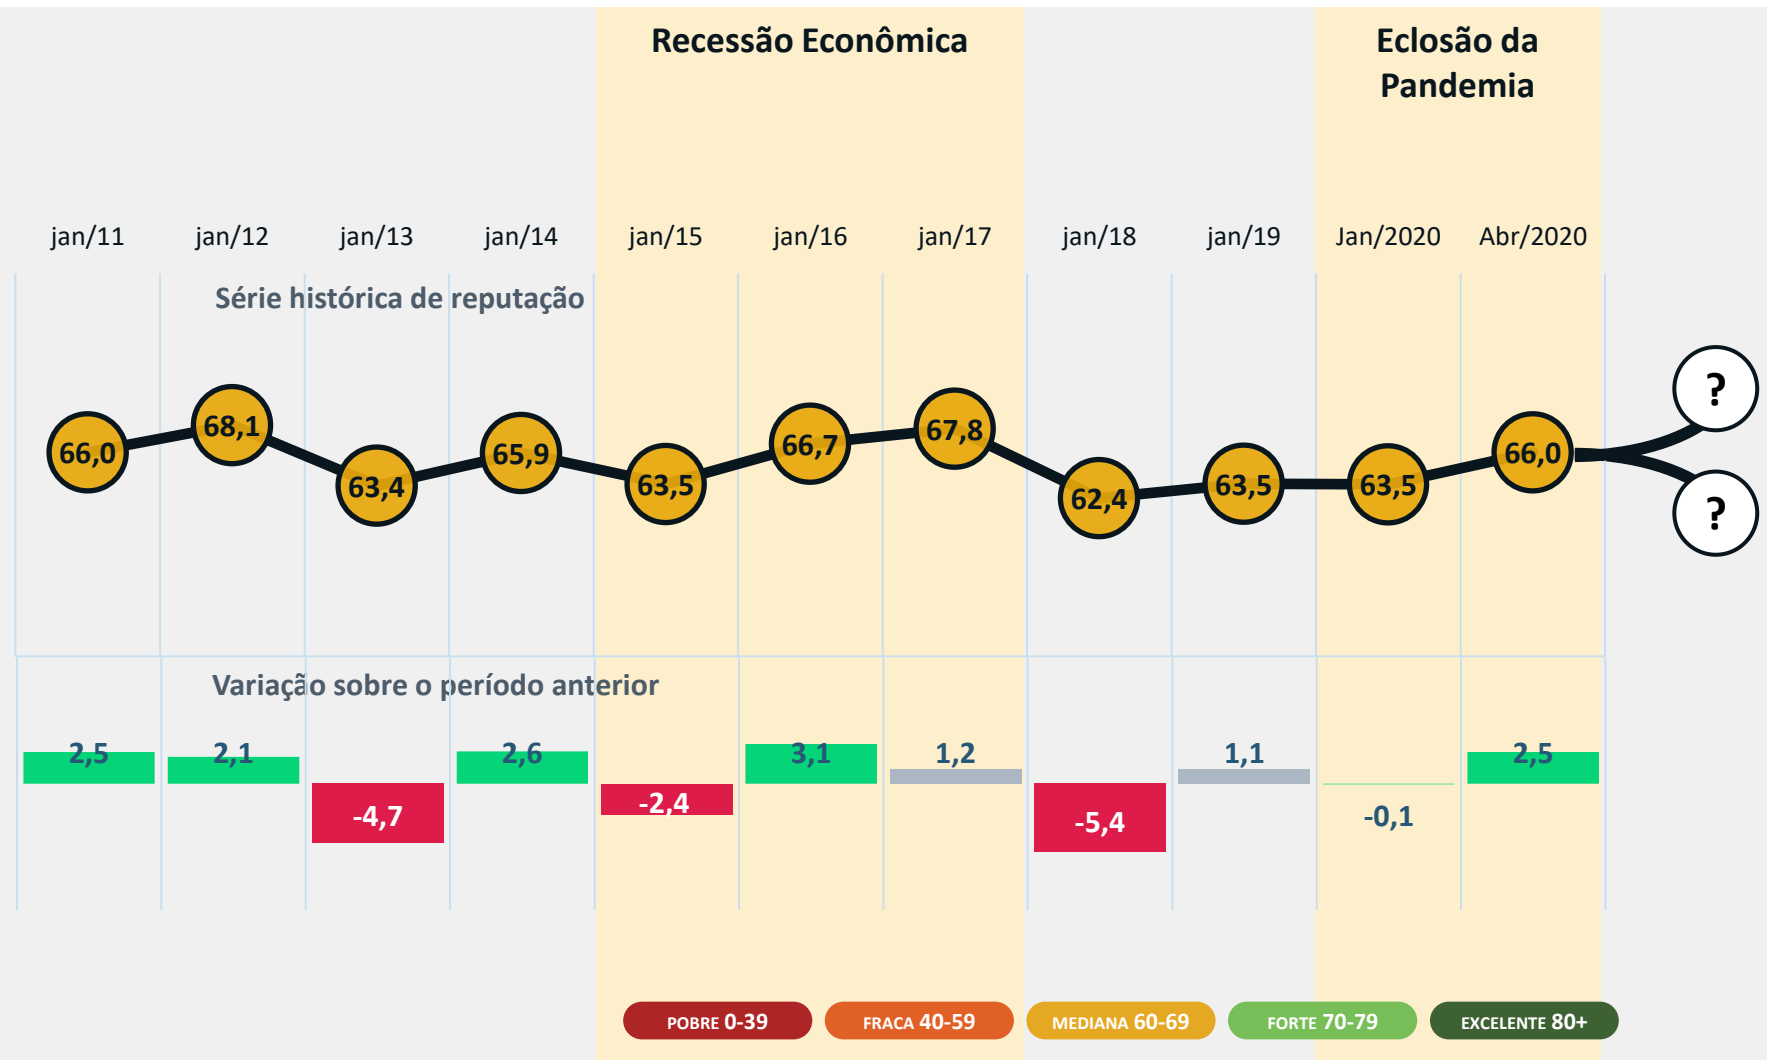 Recessão Econômica
Eclosão da
Pandemia
jan/11 jan/12 jan/13 jan/14 jan/15 jan/16 jan/17 jan/18 jan/19 Jan/2020 Abr/2020
Série histórica de reputação
66,0 68,1 63,4 65,9 63,5 66,7 67,8 62,4 63,5 63,5 66,0 ? ?
Variação sobre o período anterior
2,5 2,1 -4,7 2,6 -2,4 3,1 1,2 -5,4 1,1 -0,1 2,5
POBRE 0-39 FRACA 40-59 MEDIANA 60-69 FORTE 70-79 EXCELENTE 80+